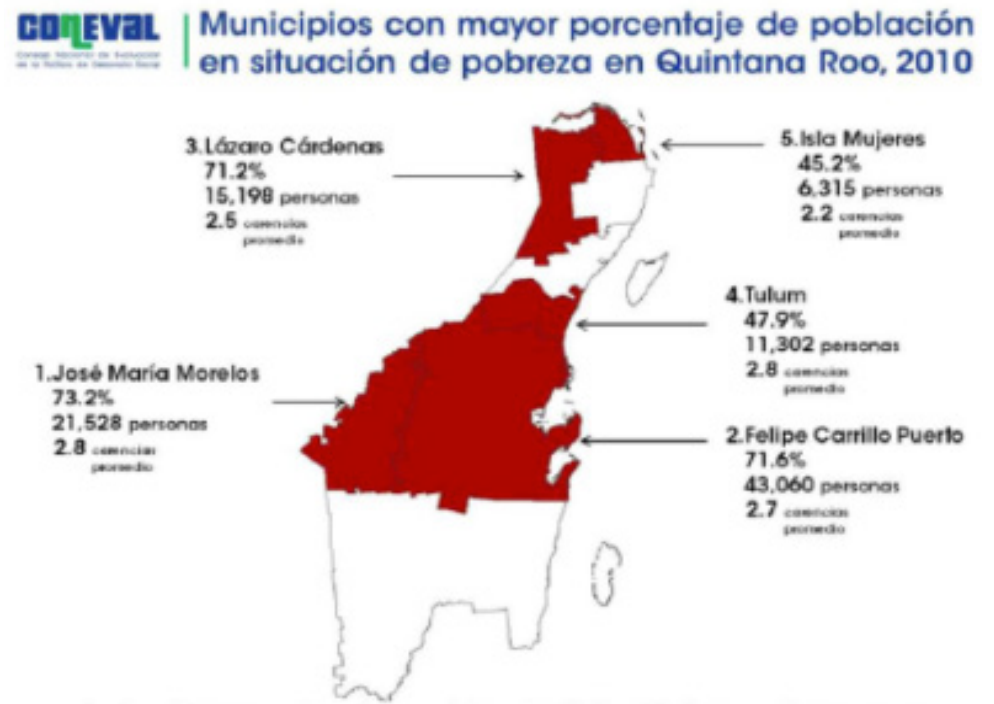 CONEVAL
Municipios con mayor porcentaje de población
en situación de pobreza en Quintana Roo, 2010
3.Lázaro Cárdenas
71.2%
15,198 personas
2.5 carencias
promedio
5.Isla Mujeres
45.2%
6,315 personas
2.2 carencias
promedio
4.Tulum
47.9%
11,302 personas
2.8 carencias
promedio
1.José María Morelos
73.2%
21,528 personas
2.8 carencias
promedio
2.Felipe Carrillo Puerto
71.6%
43,060 personas
2.7 carencias
promedio